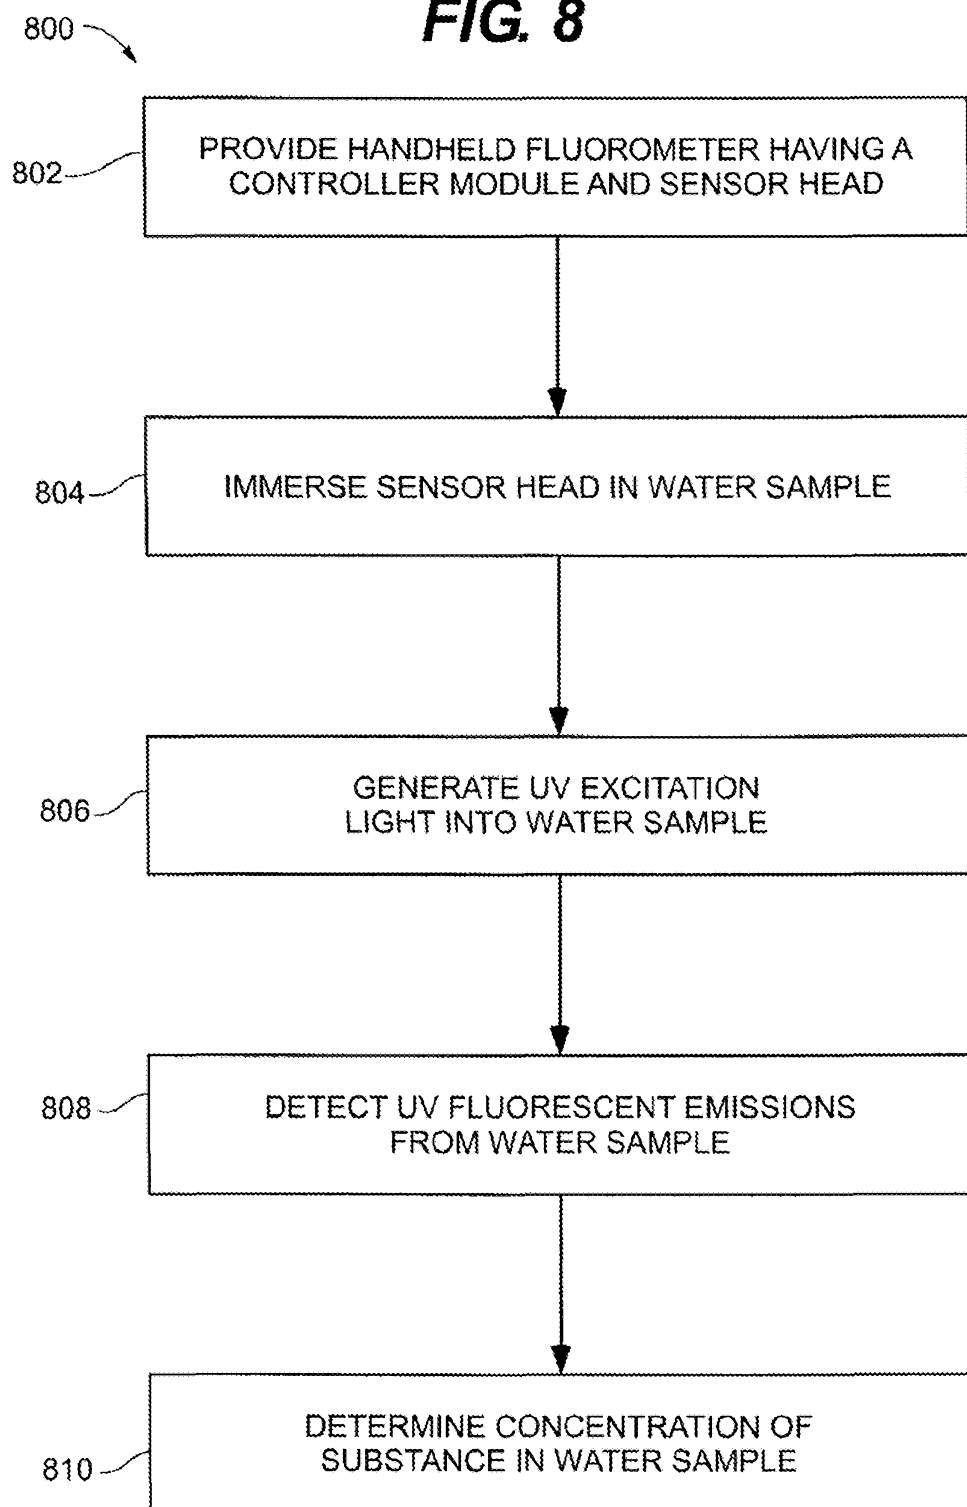 FIG. 8
800
802
PROVIDE HANDHELD FLUOROMETER HAVING A
CONTROLLER MODULE AND SENSOR HEAD
804
IMMERSE SENSOR HEAD IN WATER SAMPLE
806
GENERATE UV EXCITATION
LIGHT INTO WATER SAMPLE
808
DETECT UV FLUORESCENT EMISSIONS
FROM WATER SAMPLE
810
DETERMINE CONCENTRATION OF
SUBSTANCE IN WATER SAMPLE